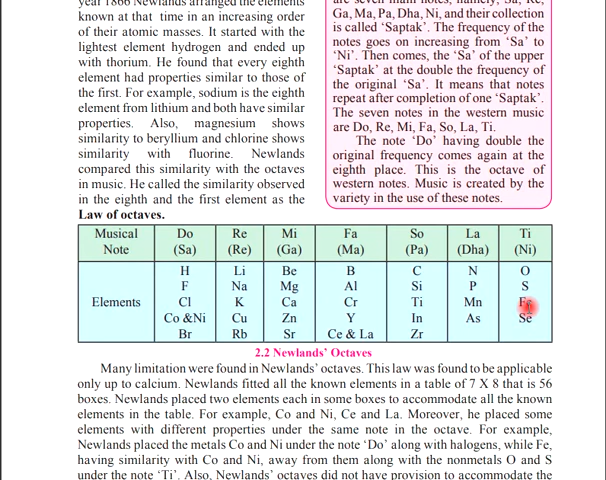 year 1866 Newlands arranged the elements
known at that time in an increasing order
of their atomic masses. It started with the
lightest element hydrogen and ended up
with thorium. He found that every eighth
element had properties similar to those of
the first. For example, sodium is the eighth
element from lithium and both have similar
properties. Also, magnesium shows
similarity to beryllium and chlorine shows
similarity with fluorine. Newlands
compared this similarity with the octaves
in music. He called the similarity observed
in the eighth and the first element as the
Law of octaves.
are seven main notes, namely, Sa, Re,
Ga, Ma, Pa, Dha, Ni, and their collection
is called ‘Saptak’. The frequency of the
notes goes on increasing from ‘Sa’ to
‘Ni’. Then comes, the ‘Sa’ of the upper
‘Saptak’ at the double the frequency of
the original ‘Sa’. It means that notes
repeat after completion of one ‘Saptak’.
The seven notes in the western music
are Do, Re, Mi, Fa, So, La, Ti.
The note ‘Do’ having double the
original frequency comes again at the
eighth place. This is the octave of
western notes. Music is created by the
variety in the use of these notes.
Musical Do Re Mi Fa So La Ti
Note (Sa) (Re) (Ga) (Ma) (Pa) (Dha) (Ni)
H Li Be B C N O
F Na Mg Al Si P S
Elements Cl K Ca Cr Ti Mn Fe
Co &Ni Cu Zn Y In As Se
Br Rb Sr Ce & La Zr
2.2 Newlands’ Octaves
Many limitation were found in Newlands’ octaves. This law was found to be applicable
only up to calcium. Newlands fitted all the known elements in a table of 7 X 8 that is 56
boxes. Newlands placed two elements each in some boxes to accommodate all the known
elements in the table. For example, Co and Ni, Ce and La. Moreover, he placed some
elements with different properties under the same note in the octave. For example,
Newlands placed the metals Co and Ni under the note ‘Do’ along with halogens, while Fe,
having similarity with Co and Ni, away from them along with the nonmetals O and S
under the note ‘Ti’. Also, Newlands’ octaves did not have provision to accommodate the